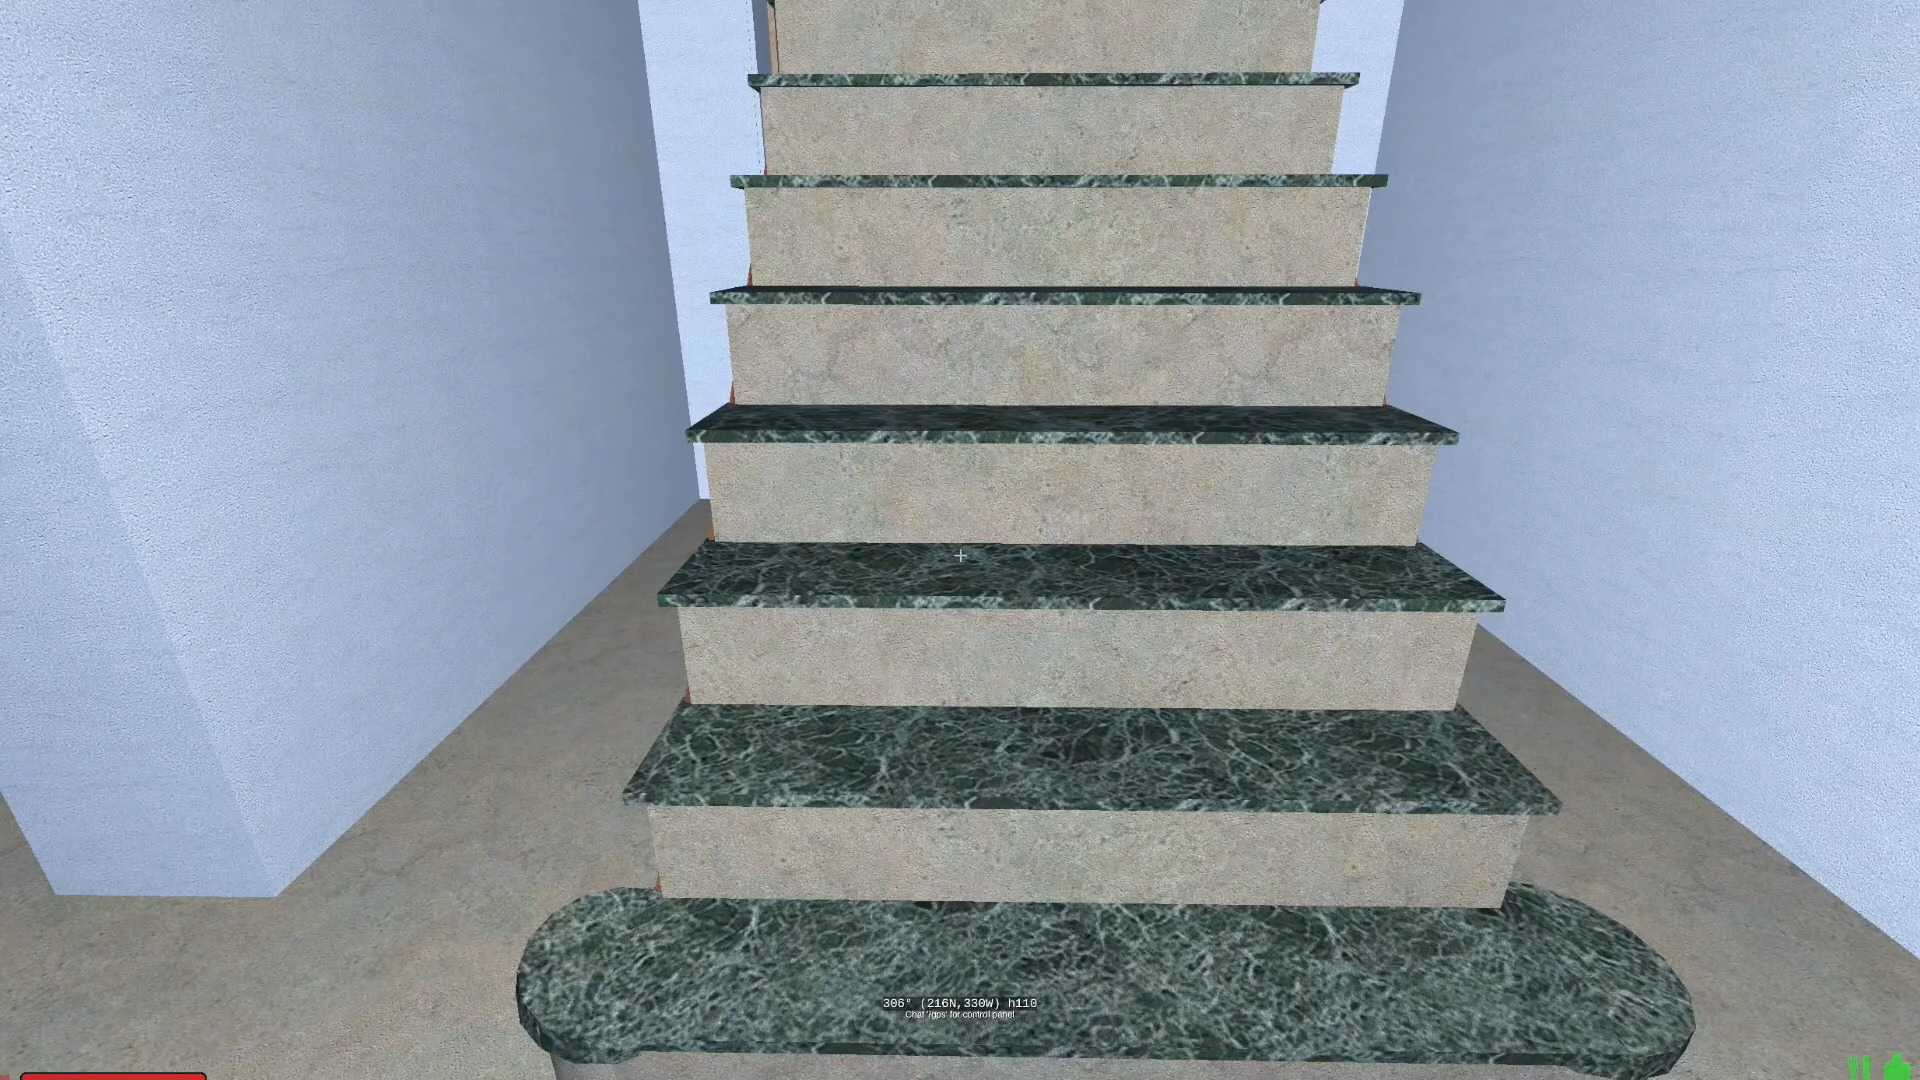 306° (216N,330W) h110
Chat '/gps' for control panel